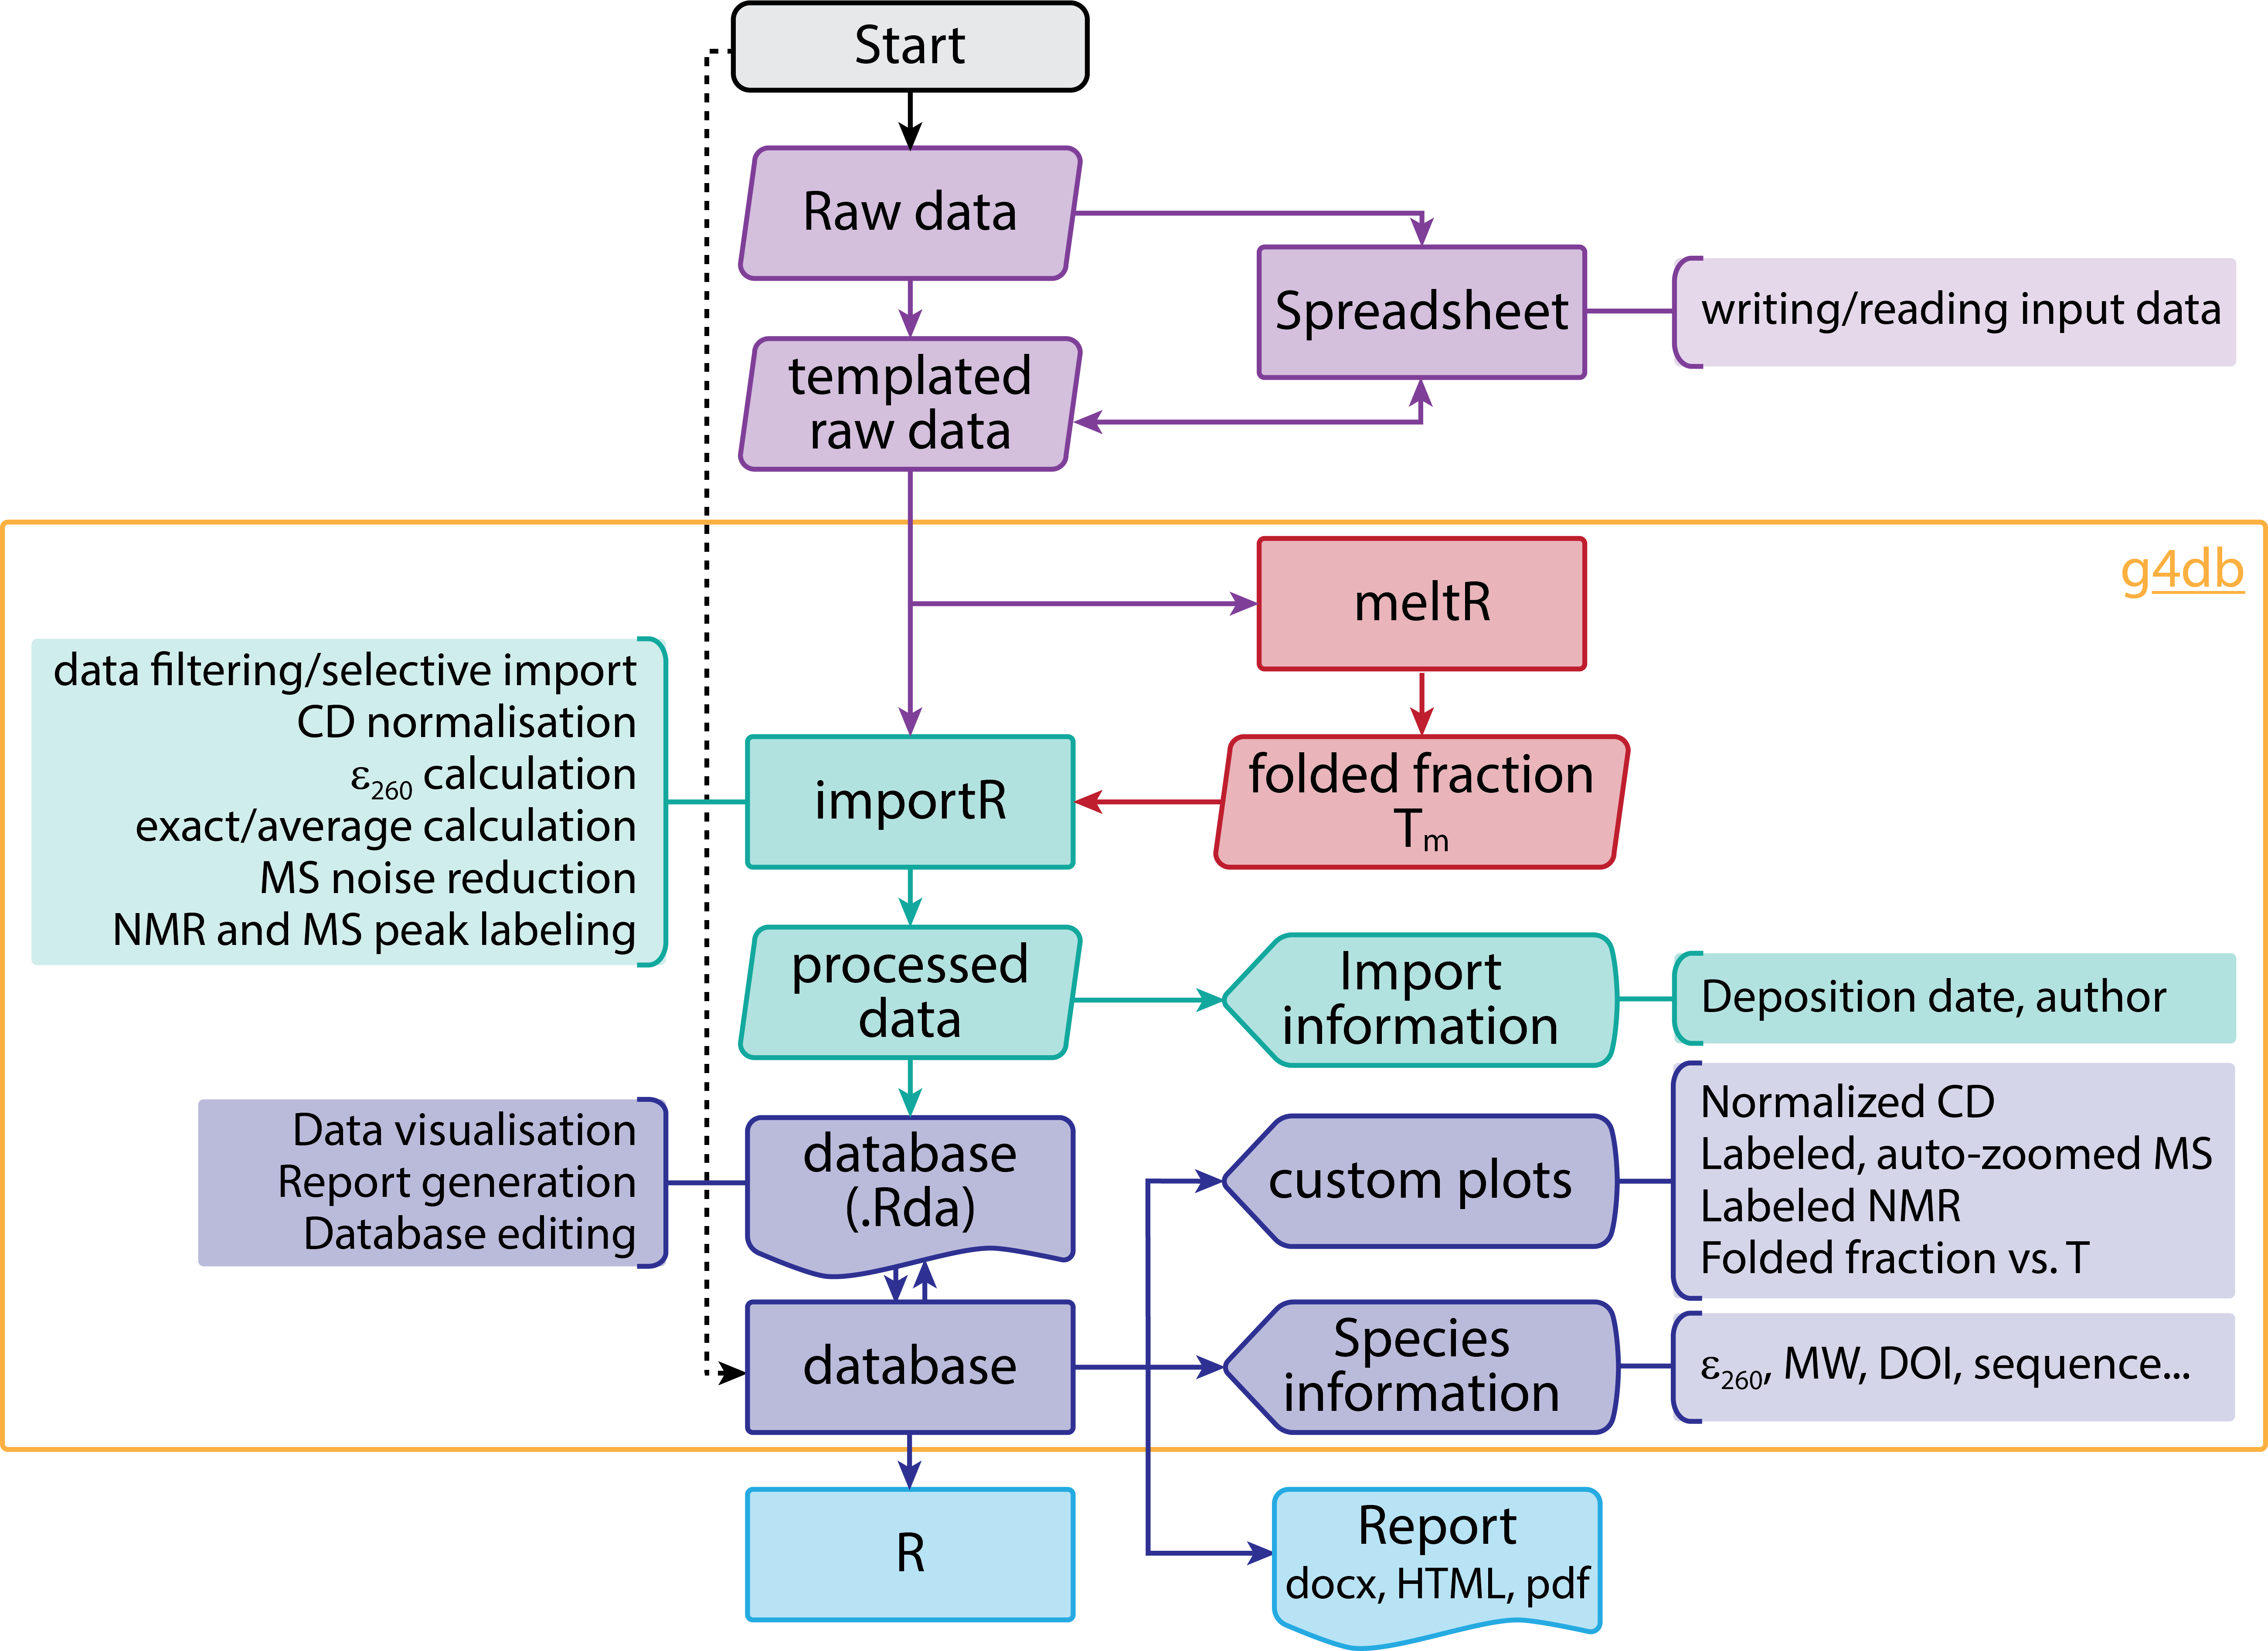 Start
Raw data
Spreadsheet
writing/reading input data
templated
raw data
g4db
meltR
data filtering/selective import
CD normalisation
ε260 calculation
exact/average calculation
MS noise reduction
NMR and MS peak labeling
importR
folded fraction
Tm
processed
data
Import
information
Deposition date, author
Data visualisation
Report generation
Database editing
database
(.Rda)
custom plots
Normalized CD
Labeled, auto-zoomed MS
Labeled NMR
Folded fraction vs. T
database
Species
information
ε260, MW, DOI, sequence...
R
Report
docx, HTML, pdf